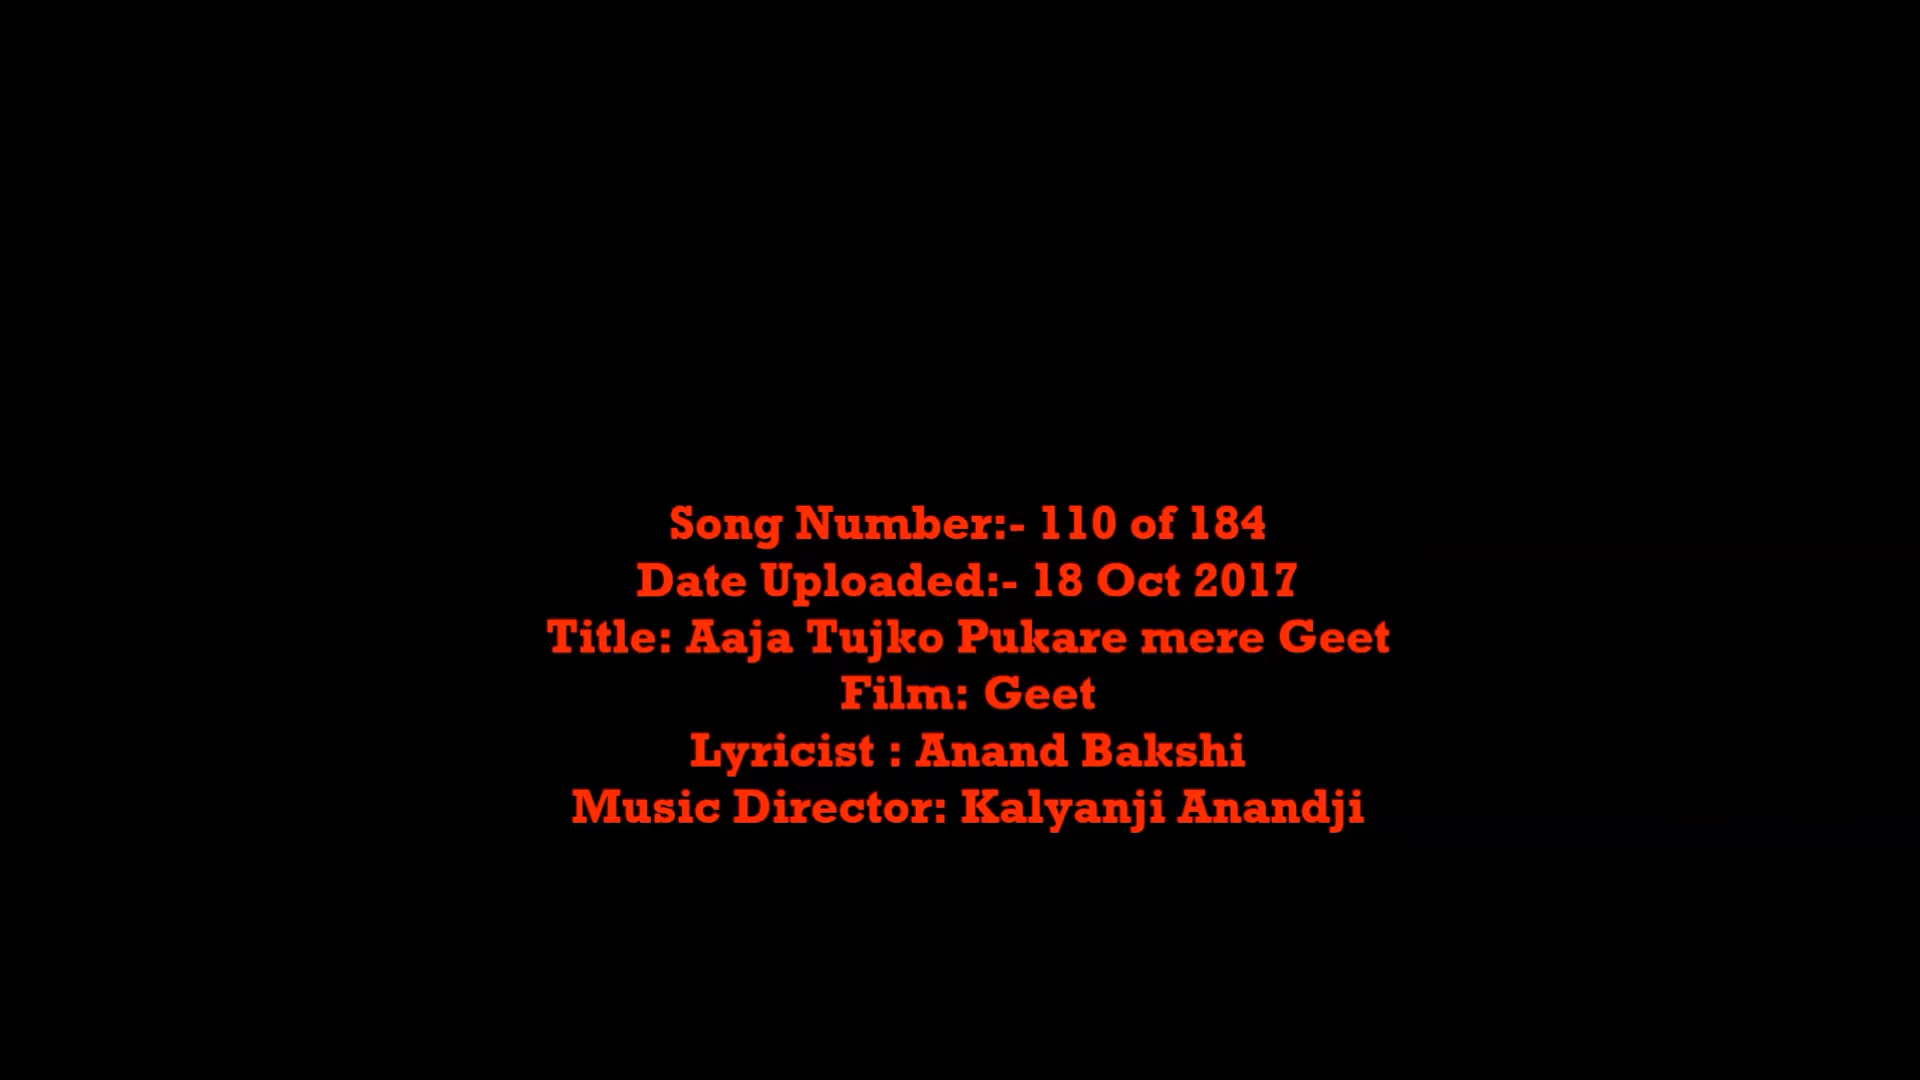 Song Number:- 110 of 184
Date Uploaded:- 18 Oct 2017
Title: Aaja Tujko Pukare mere Geet
Film: Geet
Lyricist : Anand Bakshi
Music Director: Kalyanji Anandji